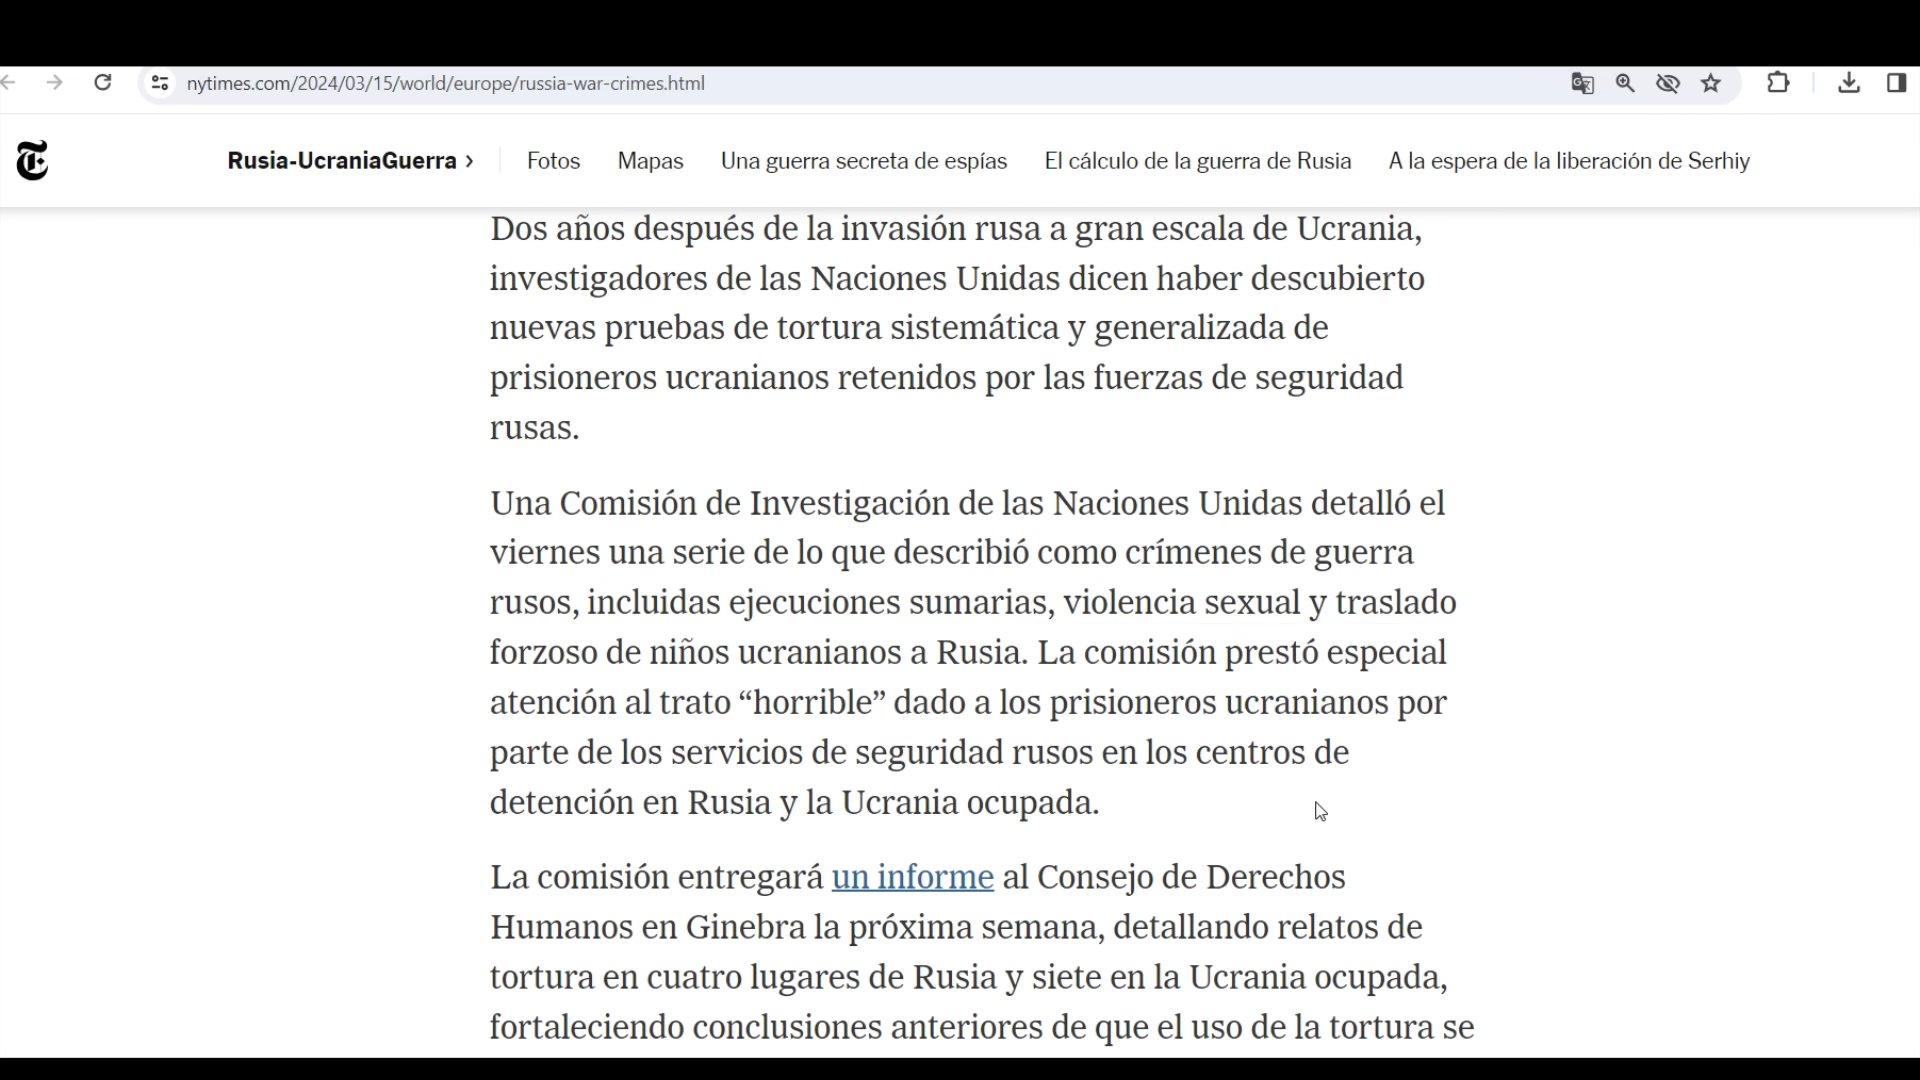 nytimes.com/2024/03/15/world/europe/russia-war-crimes.html
Rusia-UcraniaGuerra › Fotos Mapas Una guerra secreta de espías El cálculo de la guerra de Rusia A la espera de la liberación de Serhiy
Dos años después de la invasión rusa a gran escala de Ucrania,
investigadores de las Naciones Unidas dicen haber descubierto
nuevas pruebas de tortura sistemática y generalizada de
prisioneros ucranianos retenidos por las fuerzas de seguridad
rusas.
Una Comisión de Investigación de las Naciones Unidas detalló el
viernes una serie de lo que describió como crímenes de guerra
rusos, incluidas ejecuciones sumarias, violencia sexual y traslado
forzoso de niños ucranianos a Rusia. La comisión prestó especial
atención al trato “horrible” dado a los prisioneros ucranianos por
parte de los servicios de seguridad rusos en los centros de
detención en Rusia y la Ucrania ocupada.
La comisión entregará un informe al Consejo de Derechos
Humanos en Ginebra la próxima semana, detallando relatos de
tortura en cuatro lugares de Rusia y siete en la Ucrania ocupada,
fortaleciendo conclusiones anteriores de que el uso de la tortura se